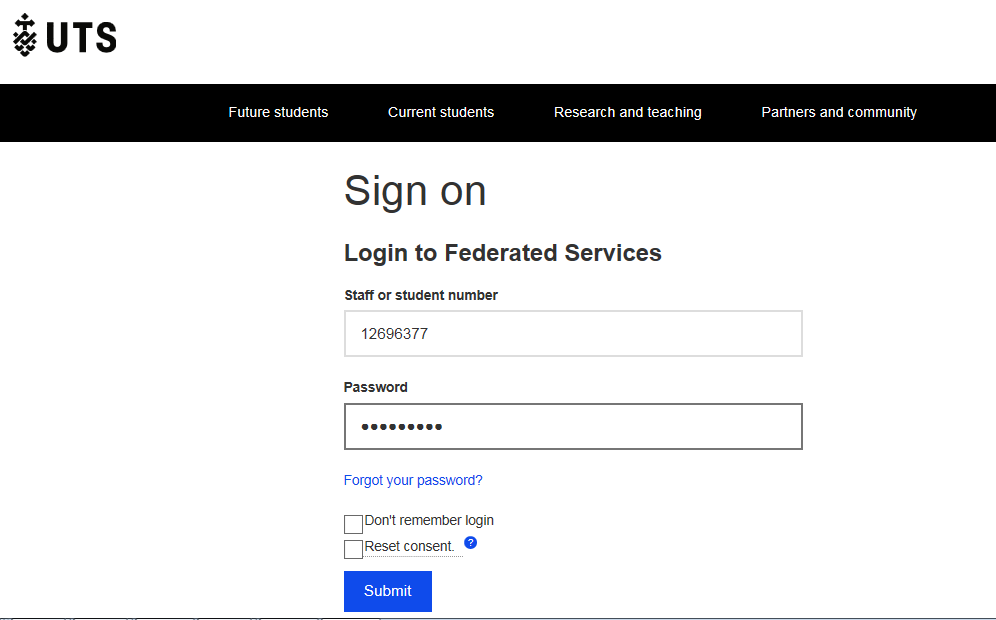 UTS
Future students Current students Research and teaching Partners and community
Sign on
Login to Federated Services
Staff or student number
12696377
Password
•••••••••
Forgot your password?
Don't remember login
Reset consent. ?
Submit